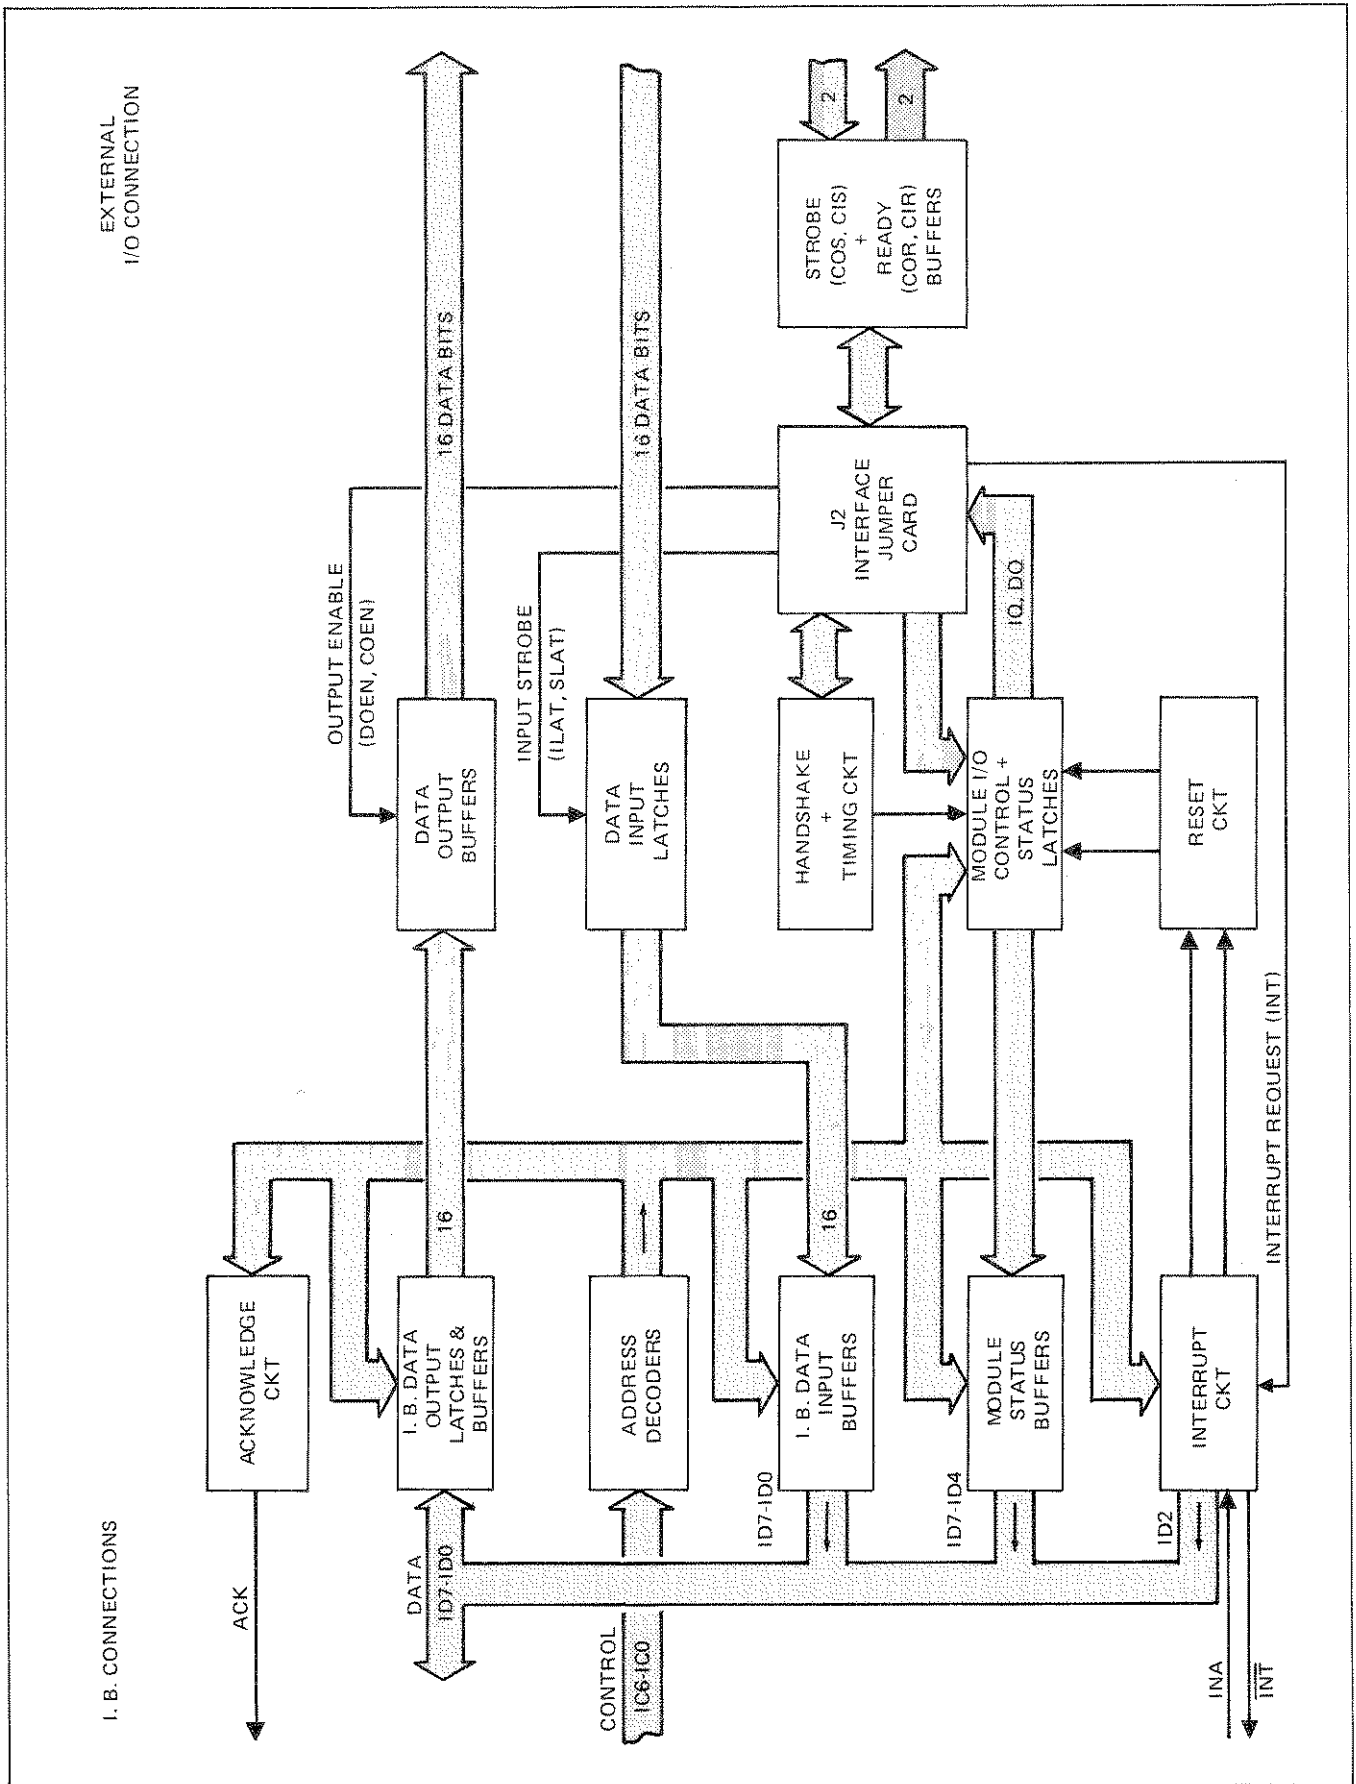 I. B. CONNECTIONS
EXTERNAL
I/O CONNECTION
ACK
ACKNOWLEDGE
CKT
OUTPUT ENABLE
(DOEN, COEN)
DATA
ID7-ID0
I. B. DATA
OUTPUT
LATCHES &
BUFFERS
16
DATA
OUTPUT
BUFFERS
16 DATA BITS
INPUT STROBE
(ILAT, SLAT)
CONTROL
IC6-IC0
ADDRESS
DECODERS
DATA
INPUT
LATCHES
16 DATA BITS
ID7-ID0
I. B. DATA
INPUT
BUFFERS
16
HANDSHAKE
+
TIMING CKT
J2
INTERFACE
JUMPER
CARD
STROBE
(COS, CIS)
+
READY
(COR, CIR)
BUFFERS
2
2
ID7-ID4
MODULE
STATUS
BUFFERS
MODULE I/O
CONTROL +
STATUS
LATCHES
IQ, DQ
ID2
INTERRUPT
CKT
RESET
CKT
INA
INT
INTERRUPT REQUEST (INT)